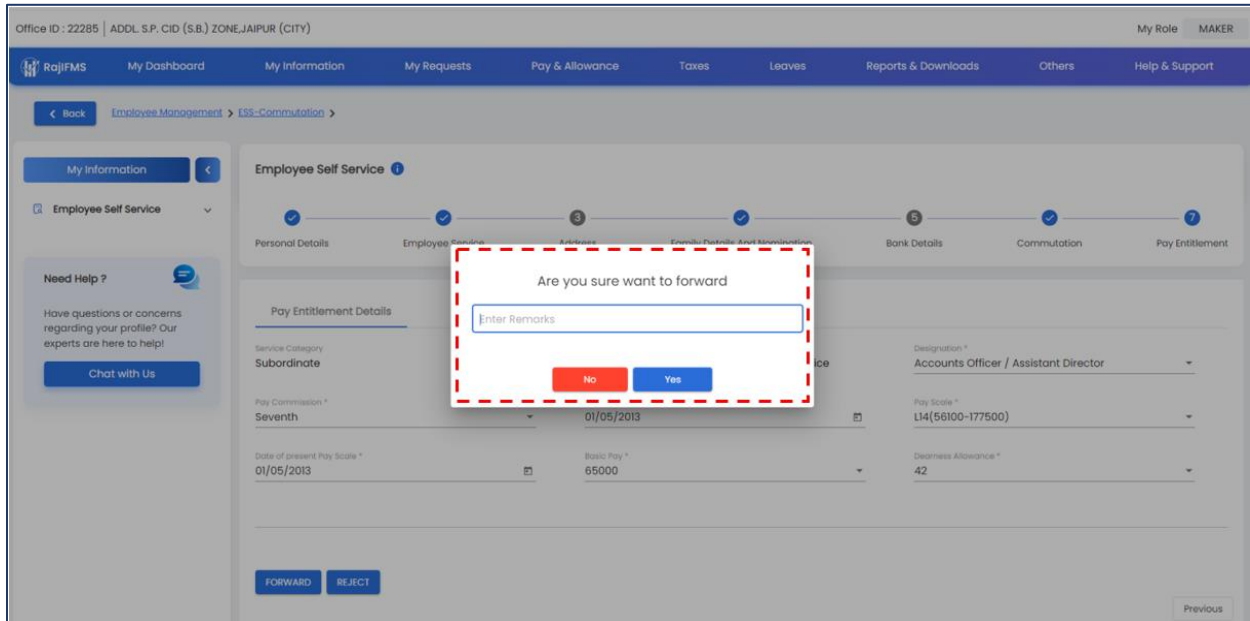 Office ID : 22285 | ADDL. S.P. CID (S.B.) ZONE,JAIPUR (CITY) My Role MAKER
RajIFMS My Dashboard My Information My Requests Pay & Allowance Taxes Leaves Reports & Downloads Others Help & Support
Back Employee Management > ESS-Commutation >
My Information
Employee Self Service
Need Help ?
Have questions or concerns
regarding your profile? Our
experts are here to help!
Chat with Us
Employee Self Service
3 5 7
Personal Details Employee Service Address Family Details And Nomination Bank Details Commutation Pay Entitlement
Are you sure want to forward
Enter Remarks
No Yes
Pay Entitlement Details
Service Category Designation *
Subordinate Accounts Officer / Assistant Director
Pay Commission * Pay Scale *
Seventh 01/05/2013 L14(56100-177500)
Date of present Pay Scale * Basic Pay * Dearness Allowance *
01/05/2013 65000 42
FORWARD REJECT
Previous